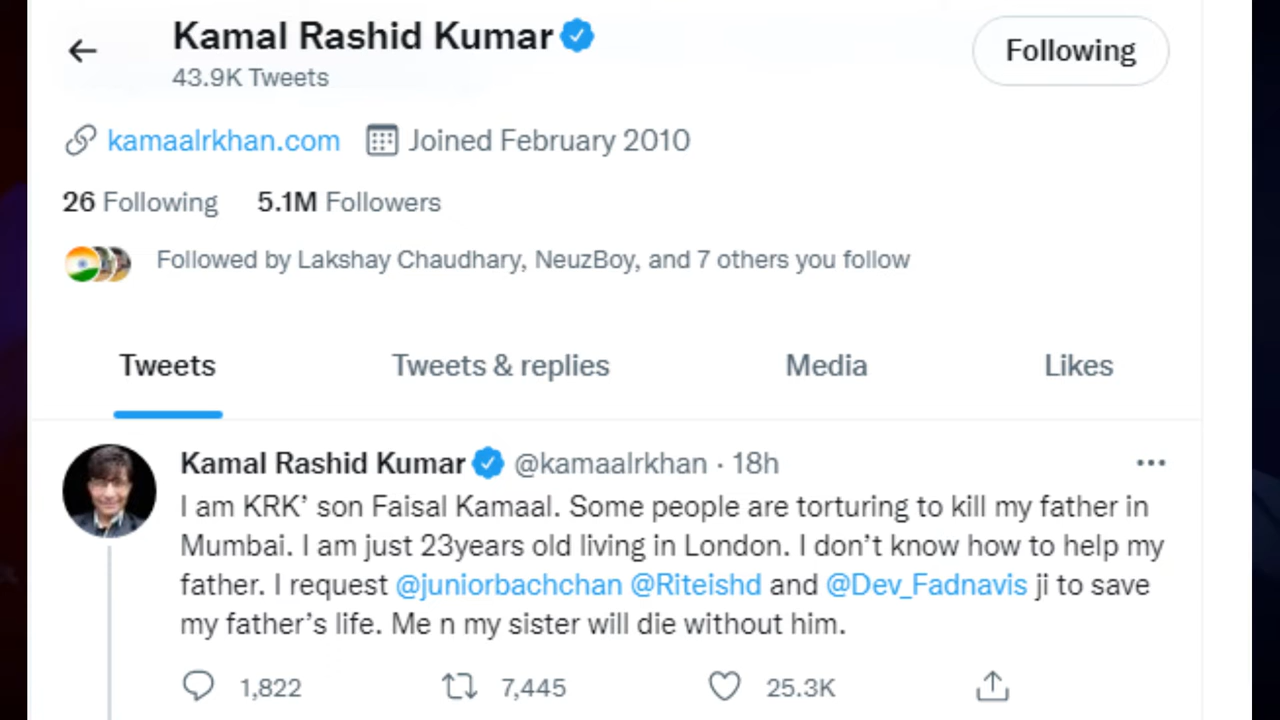 Kamal Rashid Kumar
Following
43.9K Tweets
kamaalrkhan.com Joined February 2010
26 Following 5.1M Followers
Followed by Lakshay Chaudhary, NeuzBoy, and 7 others you follow
Tweets Tweets & replies Media Likes
Kamal Rashid Kumar @kamaalrkhan · 18h
I am KRK’ son Faisal Kamaal. Some people are torturing to kill my father in
Mumbai. I am just 23years old living in London. I don’t know how to help my
father. I request @juniorbachchan @Riteishd and @Dev_Fadnavis ji to save
my father’s life. Me n my sister will die without him.
1,822 7,445 25.3K